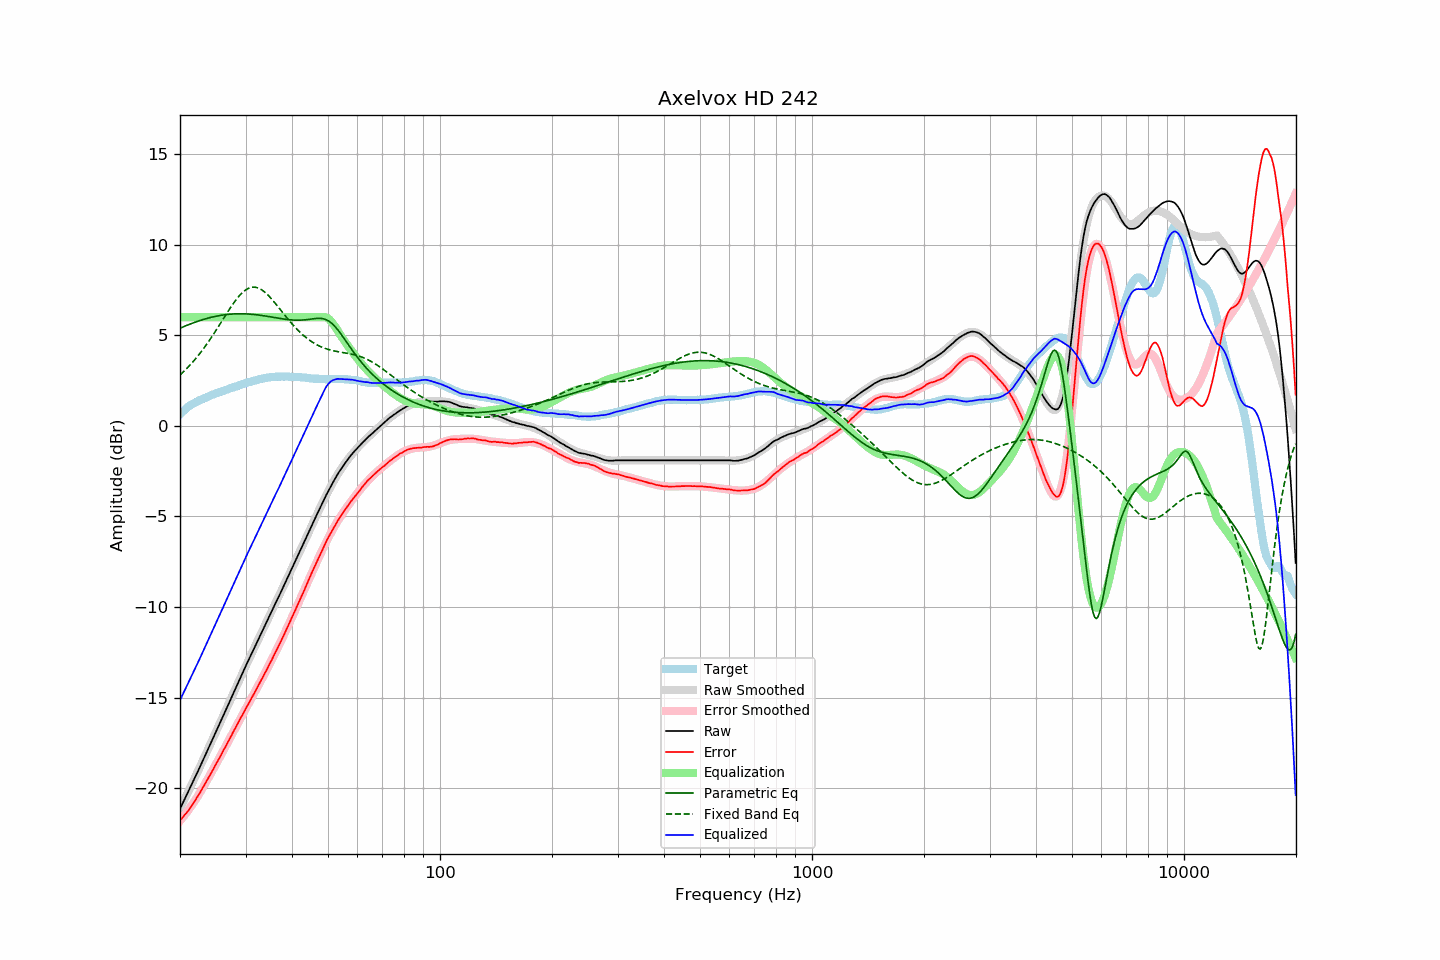 Axelvox HD 242
Amplitude (dBr)
15
10
5
0
−5
−10
−15
−20
Target
Raw Smoothed
Error Smoothed
Raw
Error
Equalization
Parametric Eq
Fixed Band Eq
Equalized
100
1000
10000
Frequency (Hz)